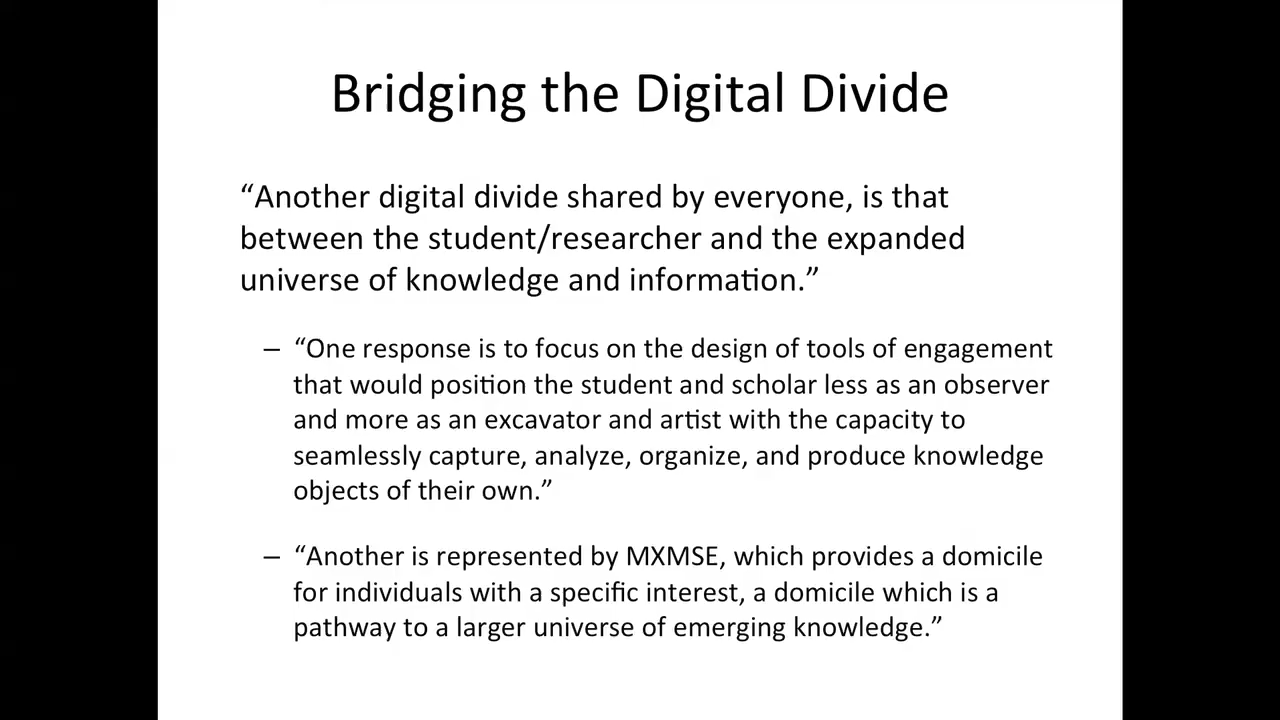 Bridging the Digital Divide
“Another digital divide shared by everyone, is that
between the student/researcher and the expanded
universe of knowledge and information.”
– “One response is to focus on the design of tools of engagement
that would position the student and scholar less as an observer
and more as an excavator and artist with the capacity to
seamlessly capture, analyze, organize, and produce knowledge
objects of their own.”
– “Another is represented by MXMSE, which provides a domicile
for individuals with a specific interest, a domicile which is a
pathway to a larger universe of emerging knowledge.”